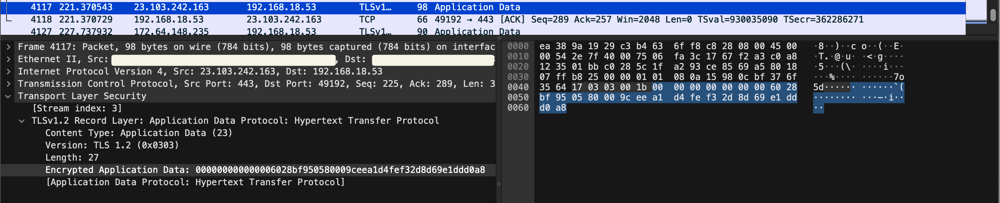 4117 221.370543 23.103.242.163 192.168.18.53 TLSv1… 98 Application Data
4118 221.370729 192.168.18.53 23.103.242.163 TCP 66 49192 → 443 [ACK] Seq=289 Ack=257 Win=2048 Len=0 TSval=930035090 TSecr=362286271
4127 227.737932 172.64.148.235 192.168.18.53 TLSv1… 90 Application Data
Frame 4117: Packet, 98 bytes on wire (784 bits), 98 bytes captured (784 bits) on interfac
Ethernet II, Src: , Dst:
Internet Protocol Version 4, Src: 23.103.242.163, Dst: 192.168.18.53
Transmission Control Protocol, Src Port: 443, Dst Port: 49192, Seq: 225, Ack: 289, Len: 3
Transport Layer Security
[Stream index: 3]
TLSv1.2 Record Layer: Application Data Protocol: Hypertext Transfer Protocol
Content Type: Application Data (23)
Version: TLS 1.2 (0x0303)
Length: 27
Encrypted Application Data: 000000000000006028bf950580009ceea1d4fef32d8d69e1ddd0a8
[Application Data Protocol: Hypertext Transfer Protocol]
0000 ea 38 9a 19 29 c3 b4 63 6f f8 c8 28 08 00 45 00 ·8··)··c o··(··E·
0010 00 54 2e 7f 40 00 75 06 fa 3c 17 67 f2 a3 c0 a8 ·T.·@·u· ·<·g····
0020 12 35 01 bb c0 28 5c 1f a2 93 ce 85 69 a5 80 18 ·5···(\· ····i···
0030 07 ff b8 25 00 00 01 01 08 0a 15 98 0c bf 37 6f ···%···· ······7o
0040 35 64 17 03 03 00 1b 00 00 00 00 00 00 00 60 28 5d······ ······`(
0050 bf 95 05 80 00 9c ee a1 d4 fe f3 2d 8d 69 e1 dd ········ ···-·i··
0060 d0 a8 ··